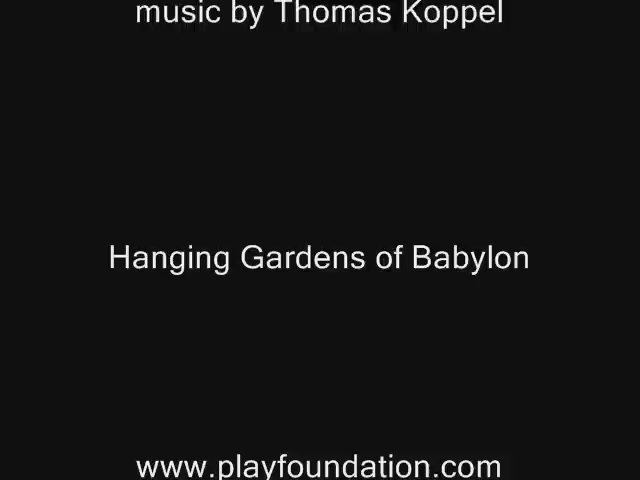 music by Thomas Koppel
Hanging Gardens of Babylon
www.playfoundation.com